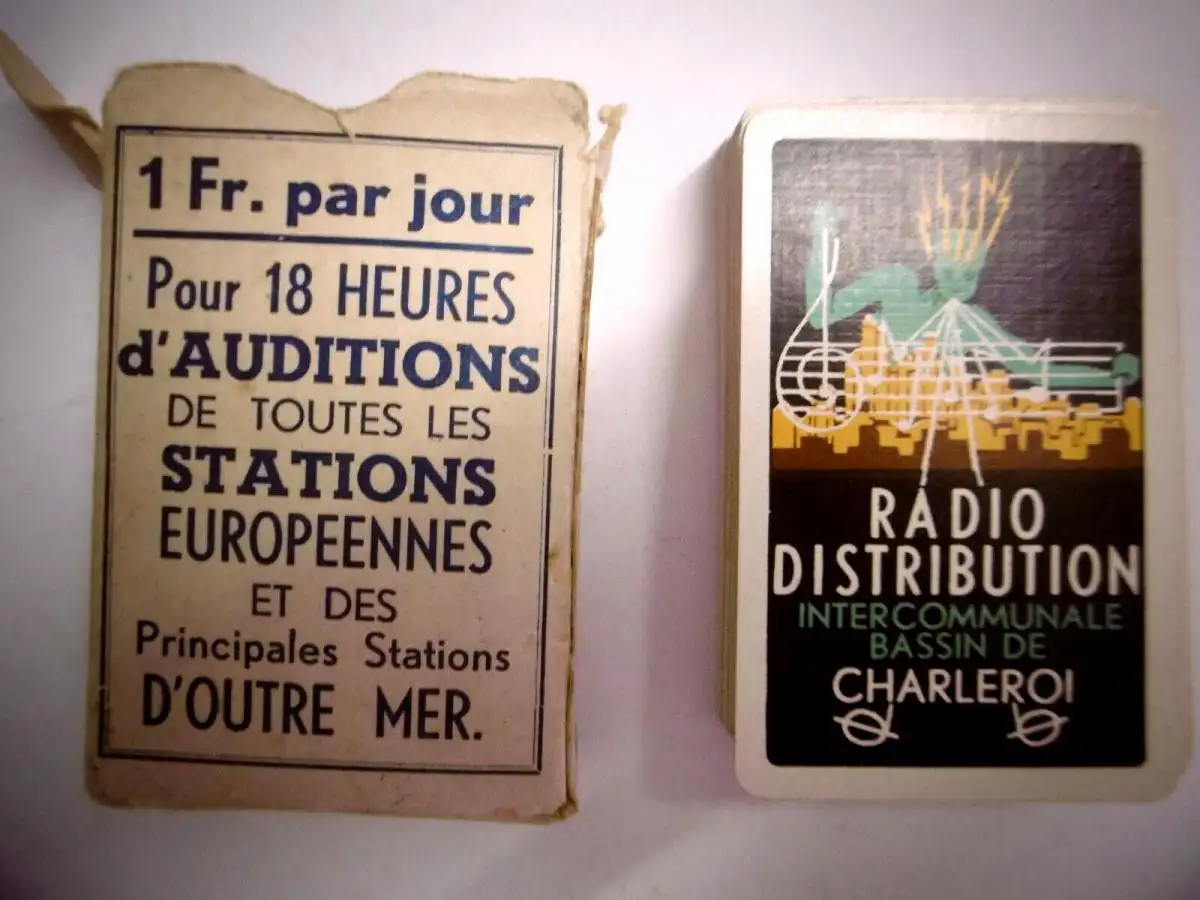 1 Fr. par jour
Pour 18 HEURES
d'AUDITIONS
DE TOUTES LES
STATIONS
EUROPEENNES
ET DES
Principales Stations
D'OUTRE MER.
RADIO
DISTRIBUTION
INTERCOMMUNALE
BASSIN DE
CHARLEROI